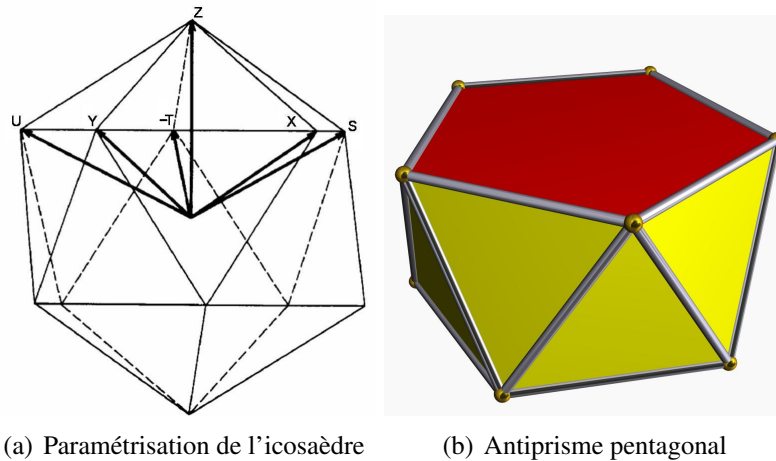 Z
U Y -T X S
(a) Paramétrisation de l'icosaèdre
(b) Antiprisme pentagonal